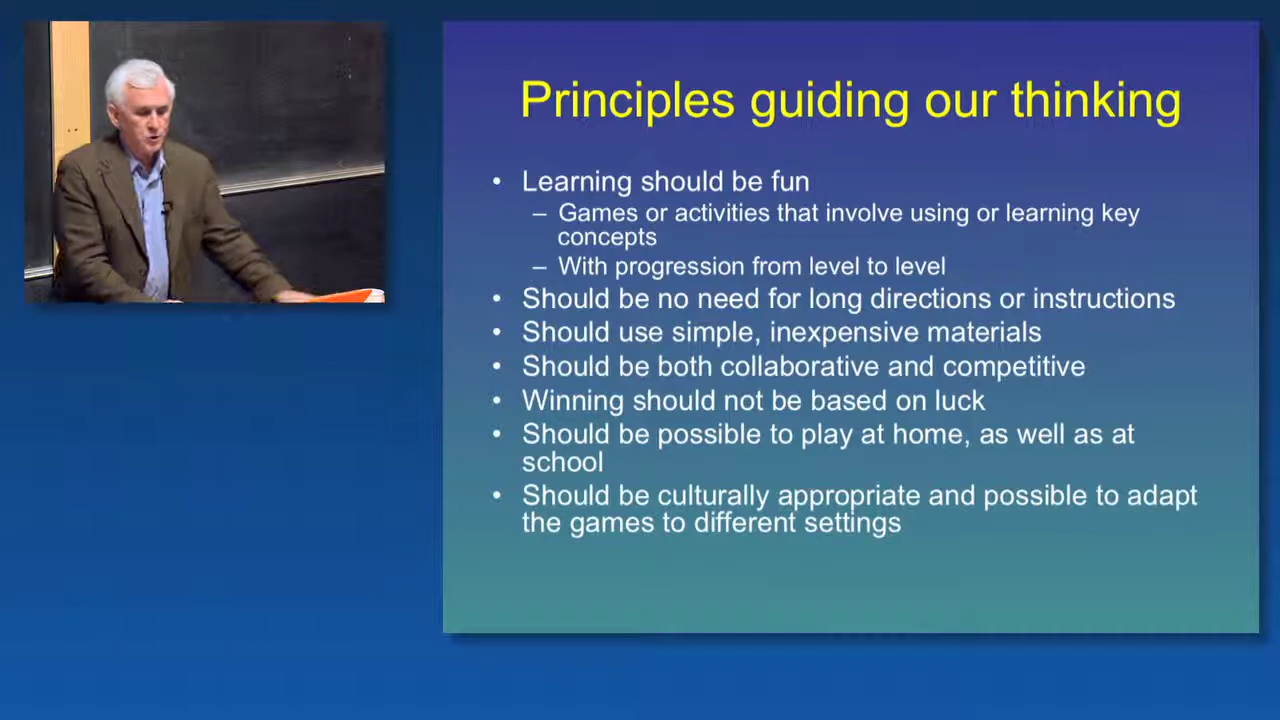 Principles guiding our thinking
• Learning should be fun
– Games or activities that involve using or learning key
concepts
– With progression from level to level
• Should be no need for long directions or instructions
• Should use simple, inexpensive materials
• Should be both collaborative and competitive
• Winning should not be based on luck
• Should be possible to play at home, as well as at
school
• Should be culturally appropriate and possible to adapt
the games to different settings